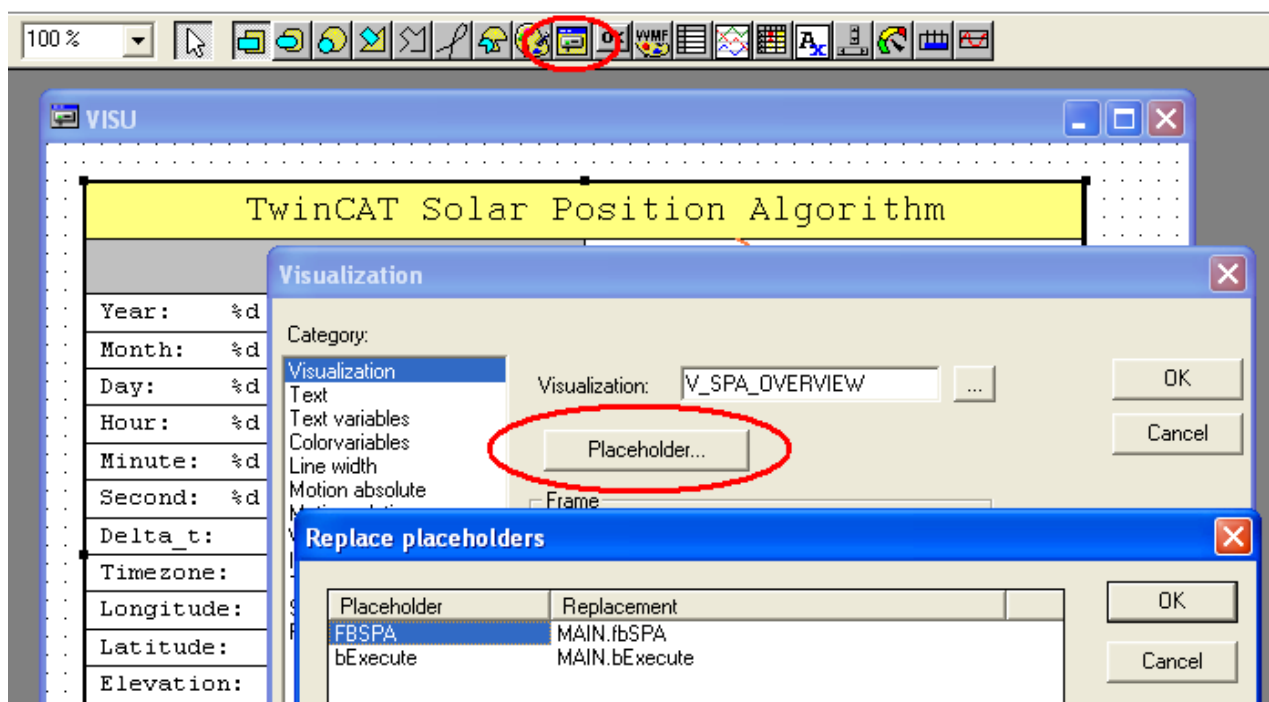 100 %
WMF
VISU
TwinCAT Solar Position Algorithm
Visualization
Year: %d
Month: %d
Day: %d
Hour: %d
Minute: %d
Second: %d
Delta_t:
Timezone:
Longitude:
Latitude:
Elevation:
Category:
Visualization
Text
Text variables
Colorvariables
Line width
Motion absolute
Visualization: V_SPA_OVERVIEW ...
Placeholder...
Frame
OK
Cancel
Replace placeholders
Placeholder Replacement
FBSPA MAIN.fbSPA
bExecute MAIN.bExecute
OK
Cancel